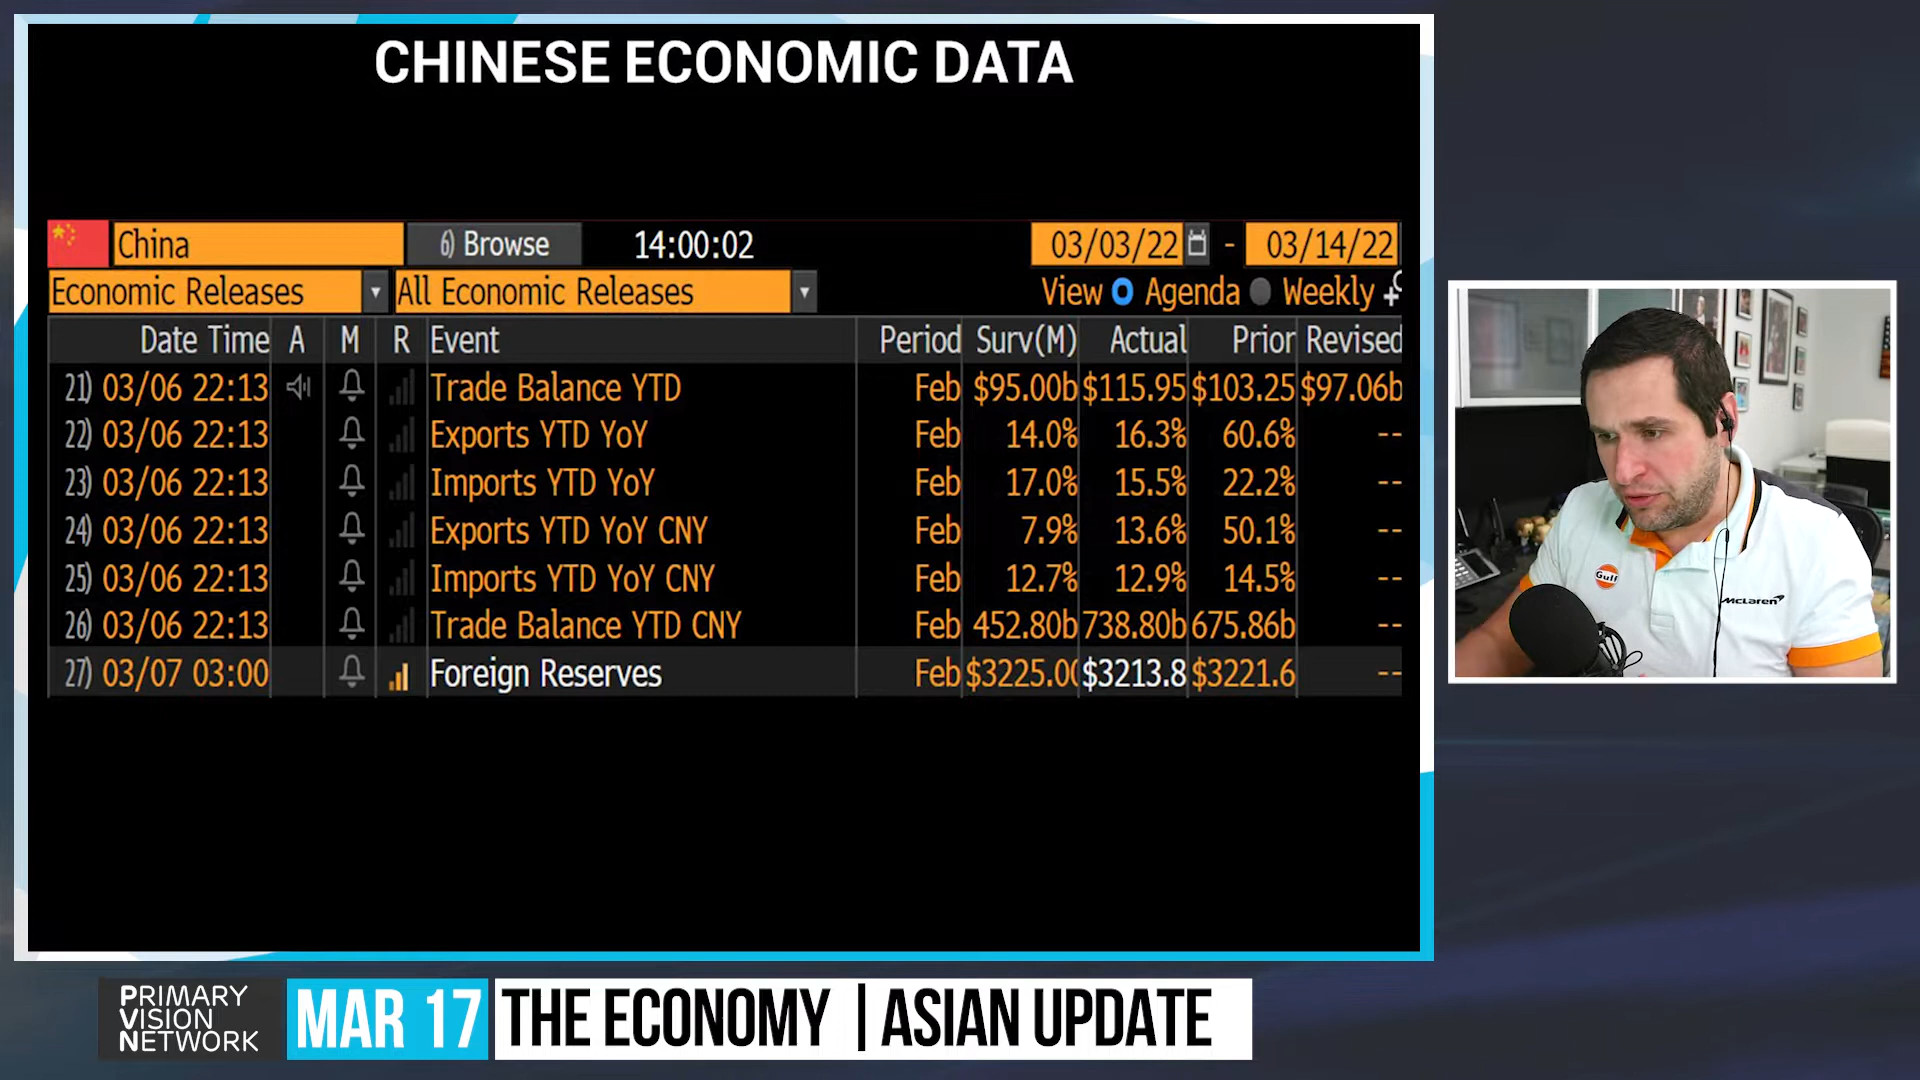 CHINESE ECONOMIC DATA
China 6) Browse 14:00:02 03/03/22 - 03/14/22
Economic Releases All Economic Releases View Agenda Weekly
Date Time A M R Event Period Surv(M) Actual Prior Revised
21) 03/06 22:13 Trade Balance YTD Feb $95.00b $115.95 $103.25 $97.06b
22) 03/06 22:13 Exports YTD YoY Feb 14.0% 16.3% 60.6% --
23) 03/06 22:13 Imports YTD YoY Feb 17.0% 15.5% 22.2% --
24) 03/06 22:13 Exports YTD YoY CNY Feb 7.9% 13.6% 50.1% --
25) 03/06 22:13 Imports YTD YoY CNY Feb 12.7% 12.9% 14.5% --
26) 03/06 22:13 Trade Balance YTD CNY Feb 452.80b 738.80b 675.86b --
27) 03/07 03:00 Foreign Reserves Feb $3225.00 $3213.8 $3221.6 --
Gulf
McLaren
PRIMARY
VISION
NETWORK
MAR 17 THE ECONOMY | ASIAN UPDATE